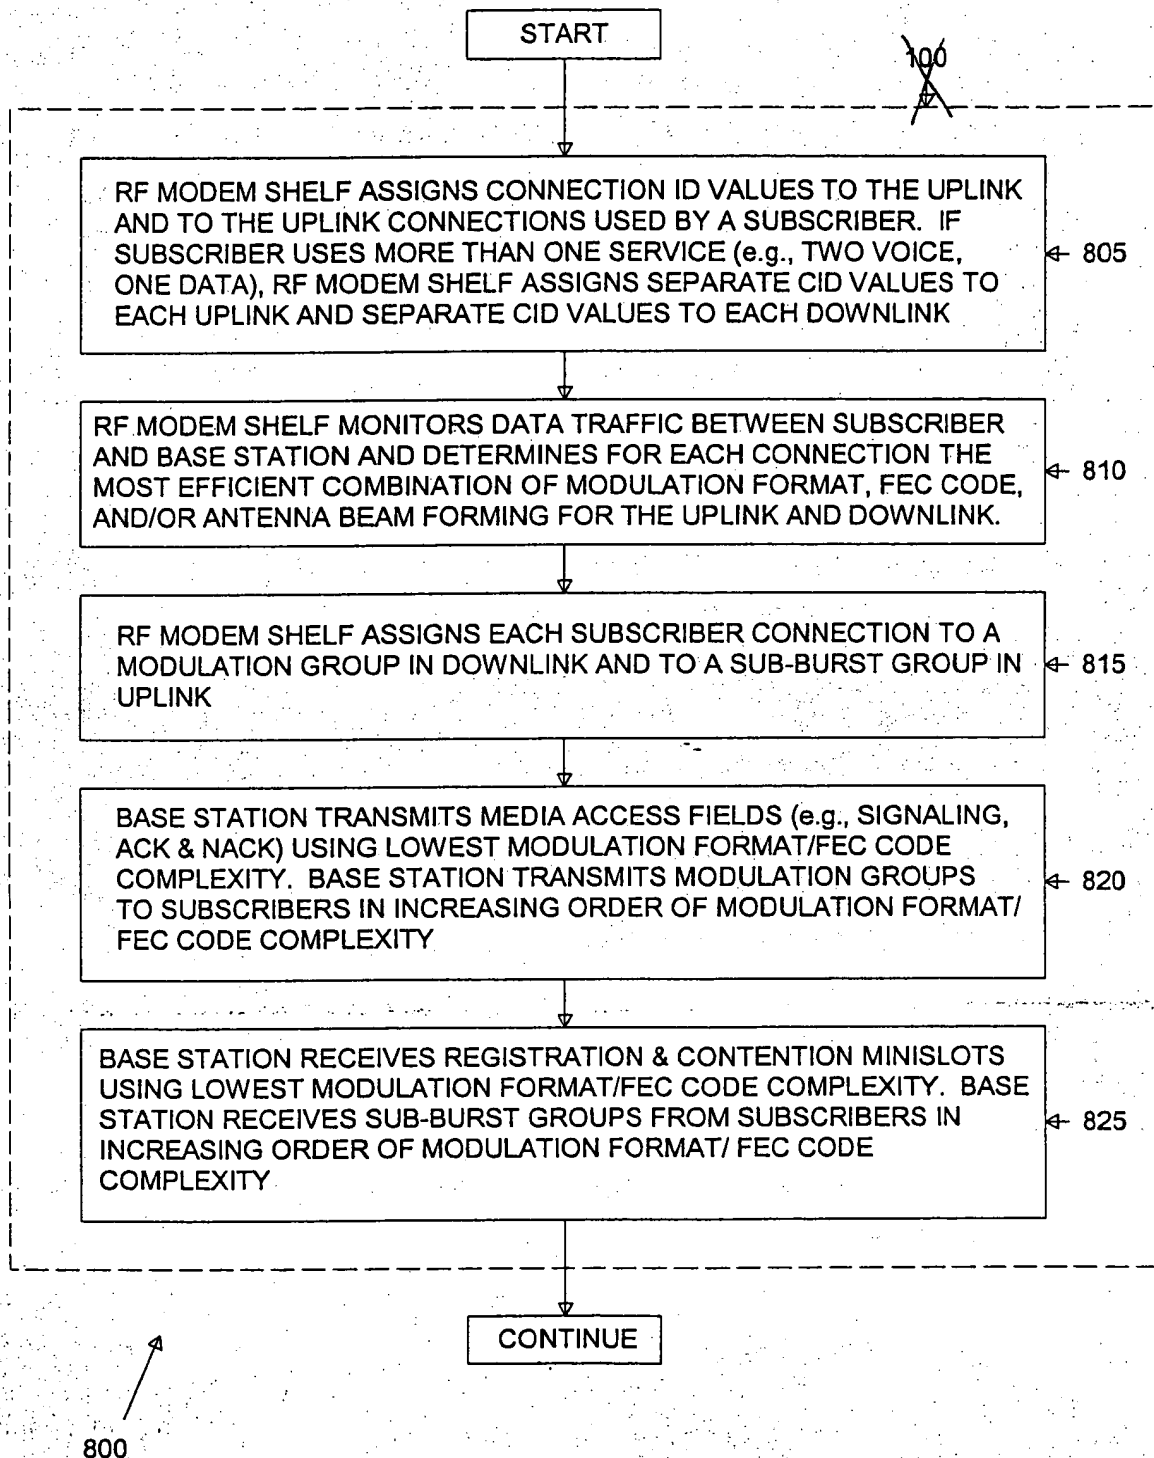 START
100
RF MODEM SHELF ASSIGNS CONNECTION ID VALUES TO THE UPLINK
AND TO THE UPLINK CONNECTIONS USED BY A SUBSCRIBER. IF
SUBSCRIBER USES MORE THAN ONE SERVICE (e.g., TWO VOICE,
ONE DATA), RF MODEM SHELF ASSIGNS SEPARATE CID VALUES TO
EACH UPLINK AND SEPARATE CID VALUES TO EACH DOWNLINK
805
RF MODEM SHELF MONITORS DATA TRAFFIC BETWEEN SUBSCRIBER
AND BASE STATION AND DETERMINES FOR EACH CONNECTION THE
MOST EFFICIENT COMBINATION OF MODULATION FORMAT, FEC CODE,
AND/OR ANTENNA BEAM FORMING FOR THE UPLINK AND DOWNLINK.
810
RF MODEM SHELF ASSIGNS EACH SUBSCRIBER CONNECTION TO A
MODULATION GROUP IN DOWNLINK AND TO A SUB-BURST GROUP IN
UPLINK
815
BASE STATION TRANSMITS MEDIA ACCESS FIELDS (e.g., SIGNALING,
ACK & NACK) USING LOWEST MODULATION FORMAT/FEC CODE
COMPLEXITY. BASE STATION TRANSMITS MODULATION GROUPS
TO SUBSCRIBERS IN INCREASING ORDER OF MODULATION FORMAT/
FEC CODE COMPLEXITY
820
BASE STATION RECEIVES REGISTRATION & CONTENTION MINISLOTS
USING LOWEST MODULATION FORMAT/FEC CODE COMPLEXITY. BASE
STATION RECEIVES SUB-BURST GROUPS FROM SUBSCRIBERS IN
INCREASING ORDER OF MODULATION FORMAT/ FEC CODE
COMPLEXITY
825
CONTINUE
800